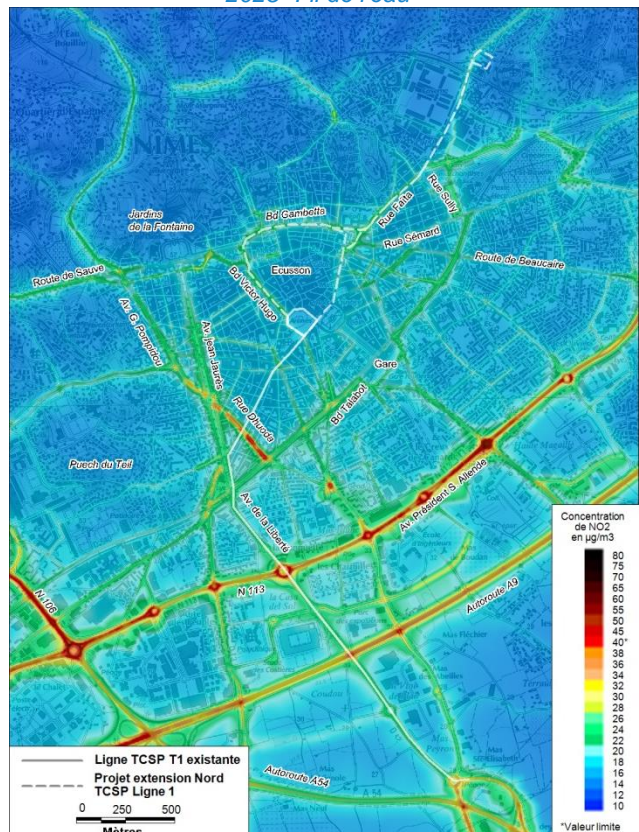 2025 "Fil de l'eau"
NIMES
Jardins
de la Fontaine
Bd Gambetta
Rue Faïta
Rue Sully
Rue Sémard
Route de Beaucaire
Route de Sauve
Ecusson
Bd Victor Hugo
Av. G. Pompidou
Av. Jean Jaurès
Gare
Rue Dhuoda
Bd Talabot
Puech du Teil
Av. Président S. Allende
Av. de la Liberté
N 106
N 113
Autoroute A9
Autoroute A54
A 54
Concentration
de NO2
en µg/m3
80
75
70
65
60
55
50
45
40*
38
36
34
32
30
28
26
24
22
20
18
16
14
12
10
*Valeur limite
Ligne TCSP T1 existante
Projet extension Nord
TCSP Ligne 1
0 250 500
Mètres